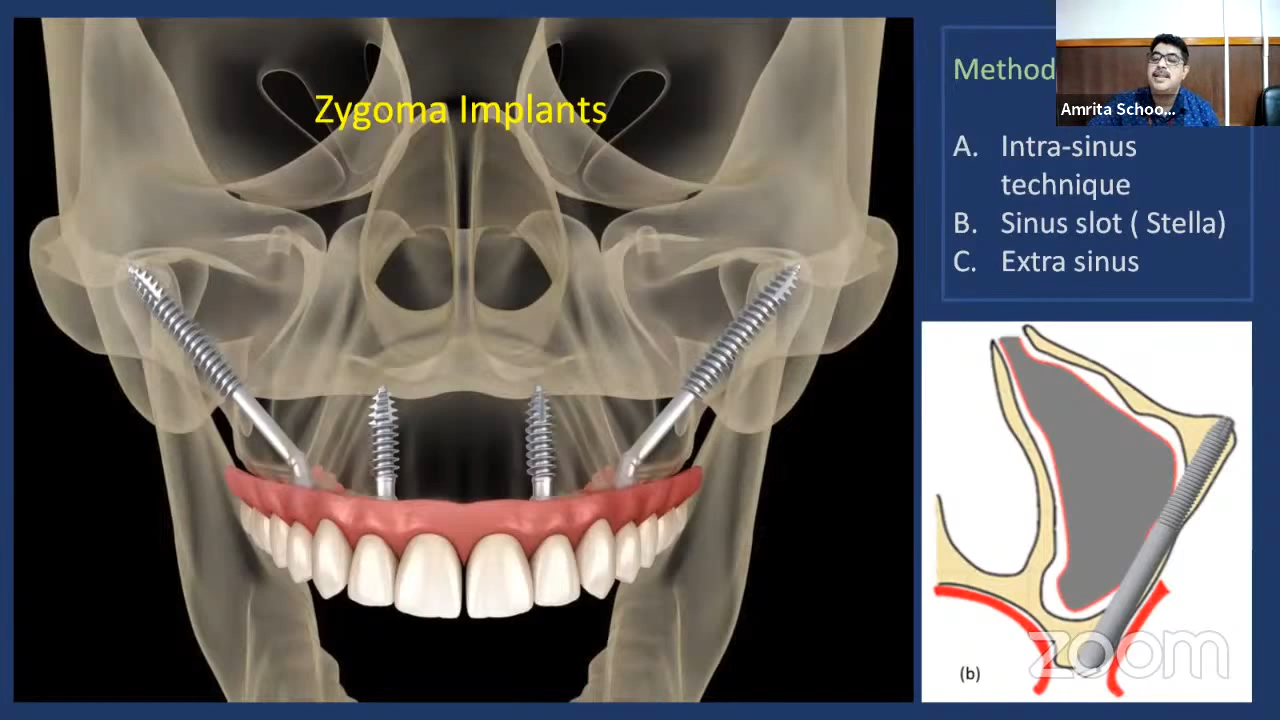 Zygoma Implants
Method
Amrita Schoo...
A. Intra-sinus
technique
B. Sinus slot ( Stella)
C. Extra sinus
(b)
zoom